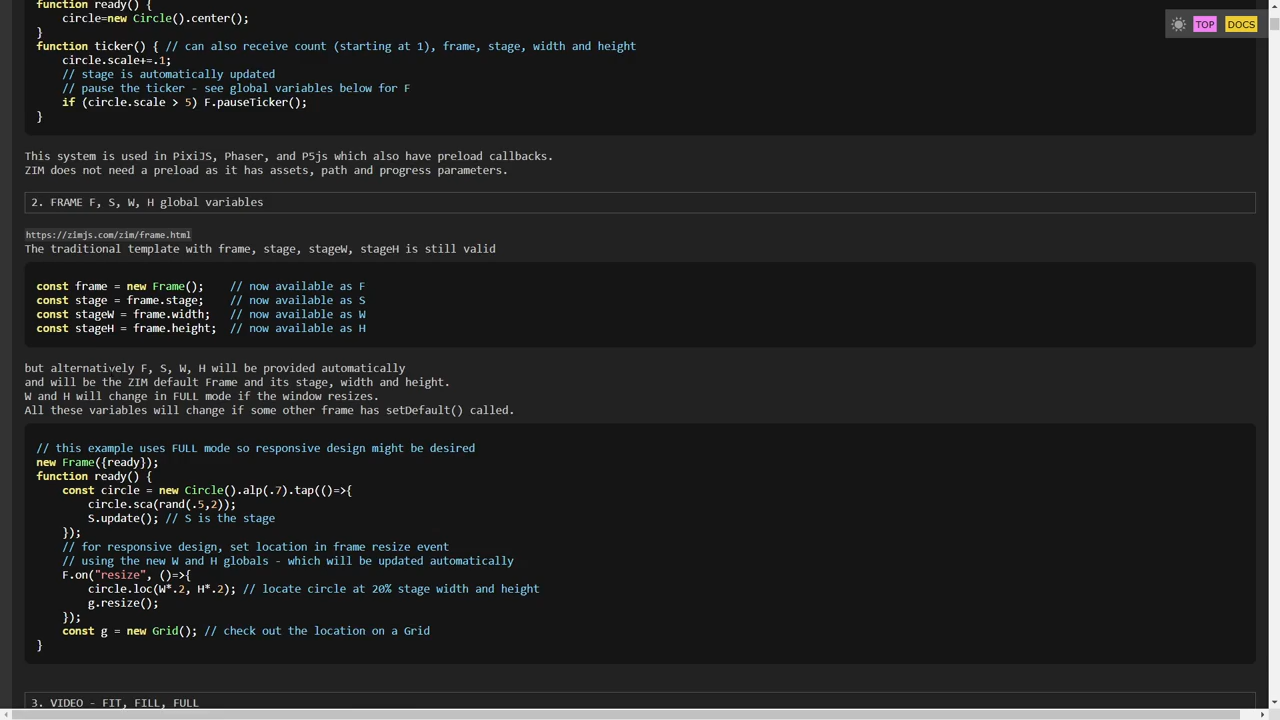 function ready() {
circle=new Circle().center();
}
function ticker() { // can also receive count (starting at 1), frame, stage, width and height
circle.scale+=.1;
// stage is automatically updated
// pause the ticker - see global variables below for F
if (circle.scale > 5) F.pauseTicker();
}
TOP
DOCS
This system is used in PixiJS, Phaser, and P5js which also have preload callbacks.
ZIM does not need a preload as it has assets, path and progress parameters.
2. FRAME F, S, W, H global variables
https://zimjs.com/zim/frame.html
The traditional template with frame, stage, stageW, stageH is still valid
const frame = new Frame();    // now available as F
const stage = frame.stage;    // now available as S
const stageW = frame.width;   // now available as W
const stageH = frame.height;  // now available as H
but alternatively F, S, W, H will be provided automatically
and will be the ZIM default Frame and its stage, width and height.
W and H will change in FULL mode if the window resizes.
All these variables will change if some other frame has setDefault() called.
// this example uses FULL mode so responsive design might be desired
new Frame({ready});
function ready() {
const circle = new Circle().alp(.7).tap(()=>{
circle.sca(rand(.5,2));
S.update(); // S is the stage
});
// for responsive design, set location in frame resize event
// using the new W and H globals - which will be updated automatically
F.on("resize", ()=>{
circle.loc(W*.2, H*.2); // locate circle at 20% stage width and height
g.resize();
});
const g = new Grid(); // check out the location on a Grid
}
3. VIDEO - FIT, FILL, FULL